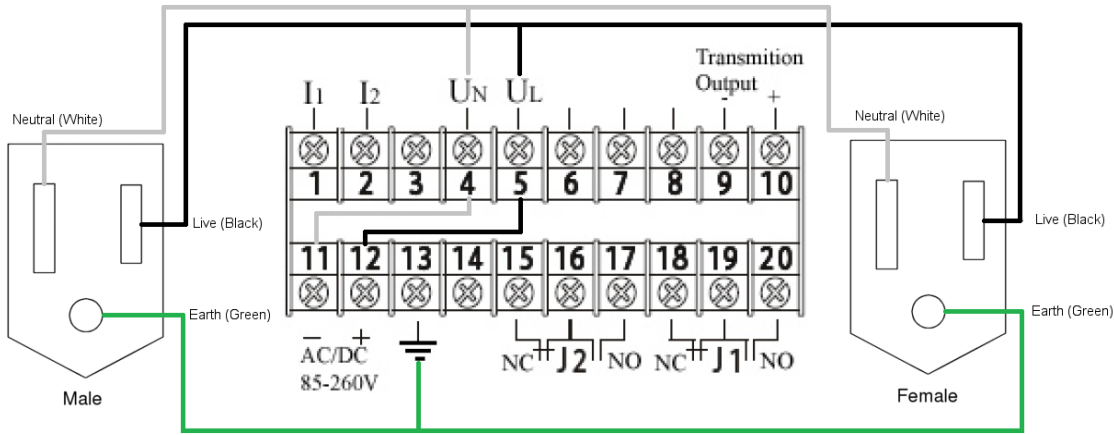 Transmition
Output
I1 I2 UN UL - +
Neutral (White)
Neutral (White)
1 2 3 4 5 6 7 8 9 10
Live (Black)
Live (Black)
11 12 13 14 15 16 17 18 19 20
Earth (Green)
Earth (Green)
− +
AC/DC
85-260V
NC J2 NO NC J1 NO
Male
Female